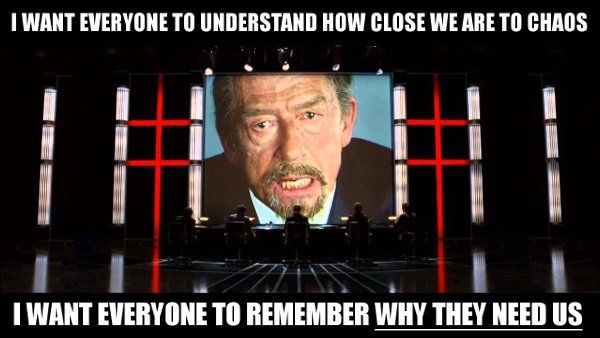 I WANT EVERYONE TO UNDERSTAND HOW CLOSE WE ARE TO CHAOS
I WANT EVERYONE TO REMEMBER WHY THEY NEED US